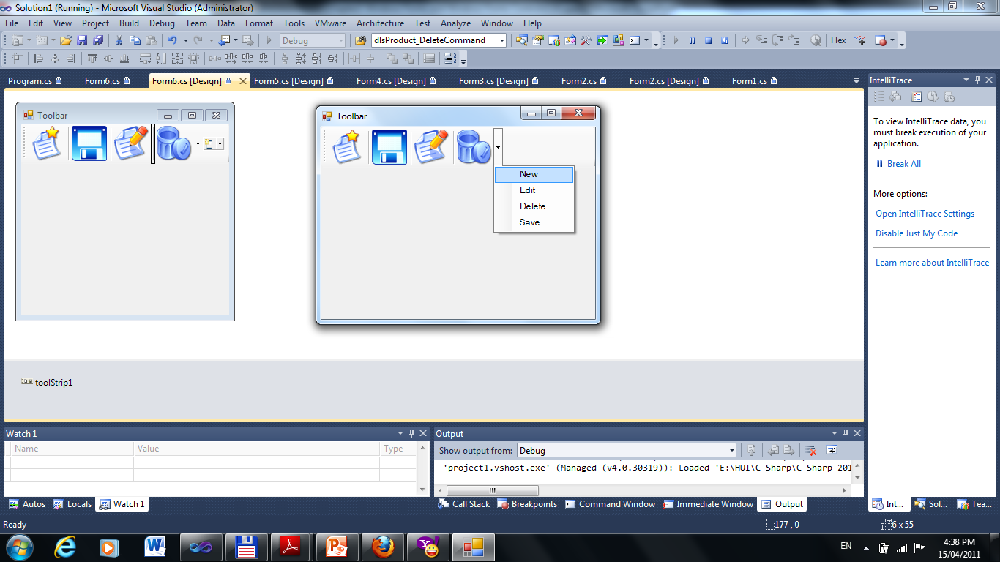 Solution1 (Running) - Microsoft Visual Studio (Administrator)
File Edit View Project Build Debug Team Data Format Tools VMware Architecture Test Analyze Window Help
Debug dlsProduct_DeleteCommand Hex
Program.cs Form6.cs Form6.cs [Design] Form5.cs [Design] Form4.cs [Design] Form3.cs [Design] Form2.cs Form2.cs [Design] Form1.cs
IntelliTrace
Toolbar
Toolbar
New
Edit
Delete
Save
To view IntelliTrace data, you
must break execution of your
application.
Break All
More options:
Open IntelliTrace Settings
Disable Just My Code
Learn more about IntelliTrace
toolStrip1
Watch 1
Name Value Type
Autos Locals Watch 1
Output
Show output from: Debug
'project1.vshost.exe' (Managed (v4.0.30319)): Loaded 'E:\HUI\C Sharp\C Sharp 201
Call Stack Breakpoints Command Window Immediate Window Output
Int... Sol... Tea...
Ready 177 , 0 6 x 55
EN 4:38 PM
15/04/2011